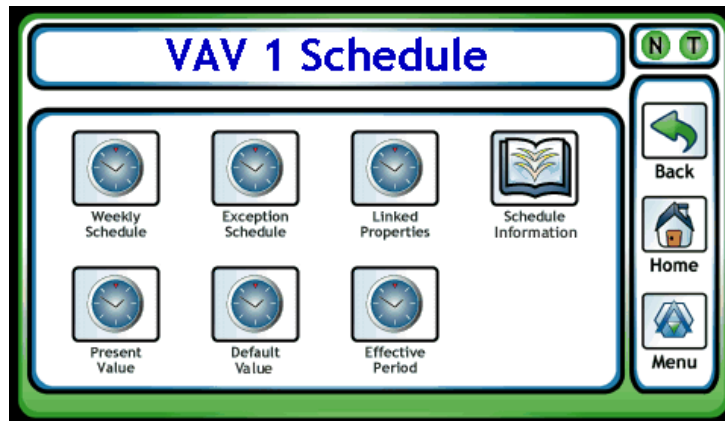 VAV 1 Schedule
N T
Weekly
Schedule
Exception
Schedule
Linked
Properties
Schedule
Information
Present
Value
Default
Value
Effective
Period
Back
Home
Menu